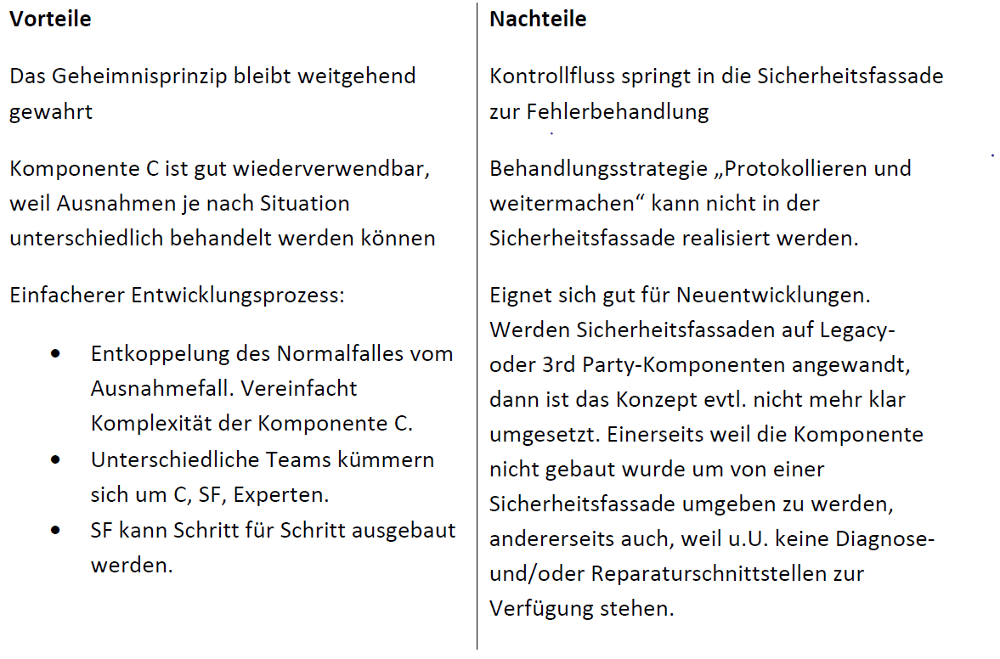 Vorteile
Das Geheimnisprinzip bleibt weitgehend
gewahrt
Komponente C ist gut wiederverwendbar,
weil Ausnahmen je nach Situation
unterschiedlich behandelt werden können
Einfacherer Entwicklungsprozess:
• Entkoppelung des Normalfalles vom
Ausnahmefall. Vereinfacht
Komplexität der Komponente C.
• Unterschiedliche Teams kümmern
sich um C, SF, Experten.
• SF kann Schritt für Schritt ausgebaut
werden.
Nachteile
Kontrollfluss springt in die Sicherheitsfassade
zur Fehlerbehandlung
Behandlungsstrategie „Protokollieren und
weitermachen“ kann nicht in der
Sicherheitsfassade realisiert werden.
Eignet sich gut für Neuentwicklungen.
Werden Sicherheitsfassaden auf Legacy-
oder 3rd Party-Komponenten angewandt,
dann ist das Konzept evtl. nicht mehr klar
umgesetzt. Einerseits weil die Komponente
nicht gebaut wurde um von einer
Sicherheitsfassade umgeben zu werden,
andererseits auch, weil u.U. keine Diagnose-
und/oder Reparaturschnittstellen zur
Verfügung stehen.